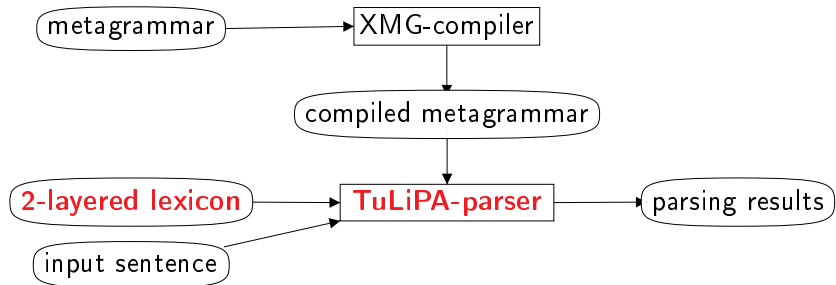 metagrammar
XMG-compiler
compiled metagrammar
2-layered lexicon
TuLiPA-parser
parsing results
input sentence